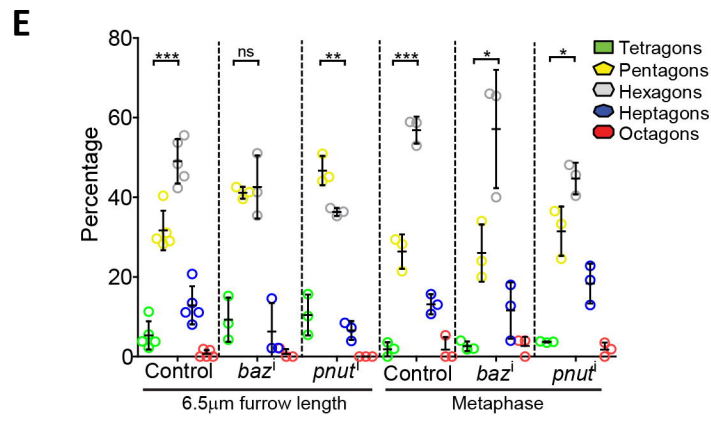 E
80
60
40
20
0
Percentage
*** ns ** *** * *
Tetragons
Pentagons
Hexagons
Heptagons
Octagons
Control bazⁱ pnutⁱ Control bazⁱ pnutⁱ
6.5μm furrow length Metaphase